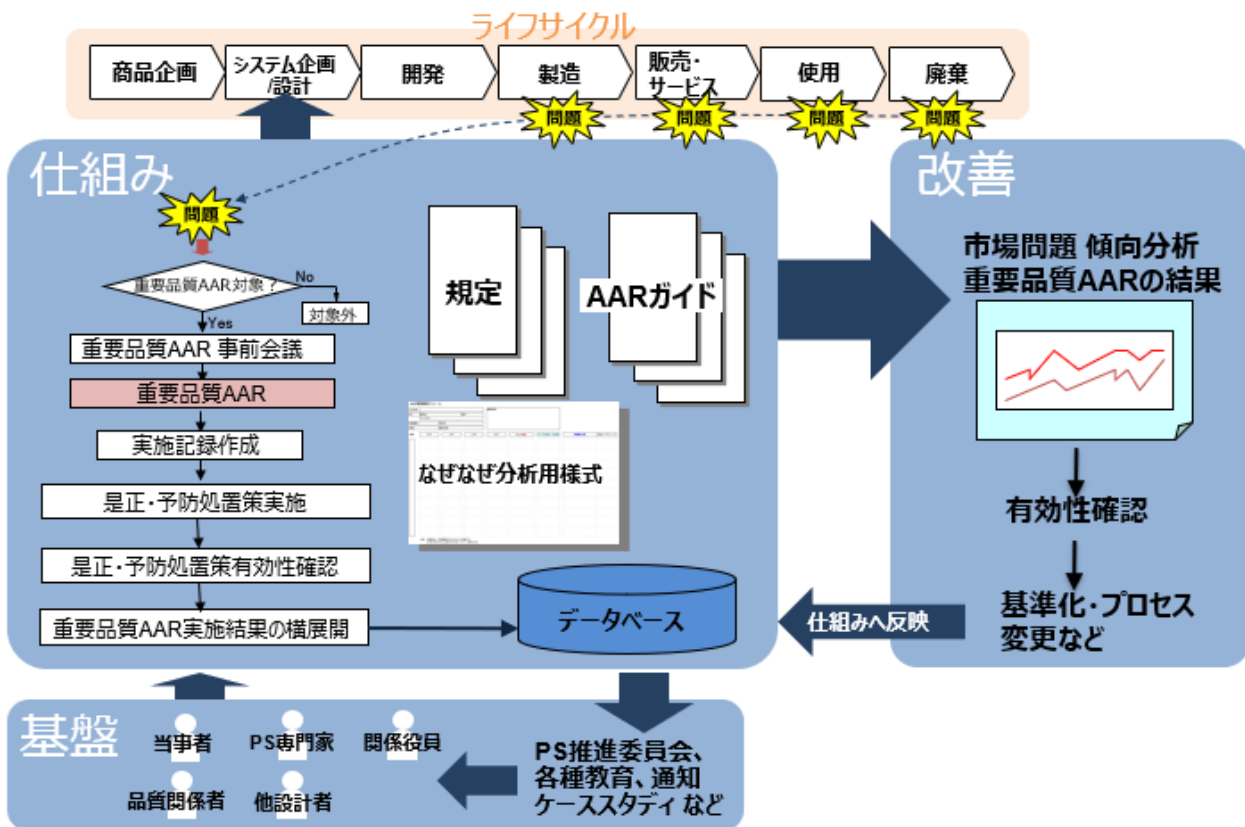 ライフサイクル
商品企画
システム企画
/設計
開発
製造
販売・
サービス
使用
廃棄
問題
問題
問題
問題
仕組み
問題
重要品質AAR対象？
No
対象外
Yes
重要品質AAR 事前会議
重要品質AAR
実施記録作成
是正・予防処置策実施
是正・予防処置策有効性確認
重要品質AAR実施結果の横展開
規定
AARガイド
なぜなぜ分析用様式
データベース
改善
市場問題 傾向分析
重要品質AARの結果
有効性確認
基準化・プロセス
変更など
仕組みへ反映
基盤
当事者
PS専門家
関係役員
品質関係者
他設計者
PS推進委員会、
各種教育、通知
ケーススタディ など